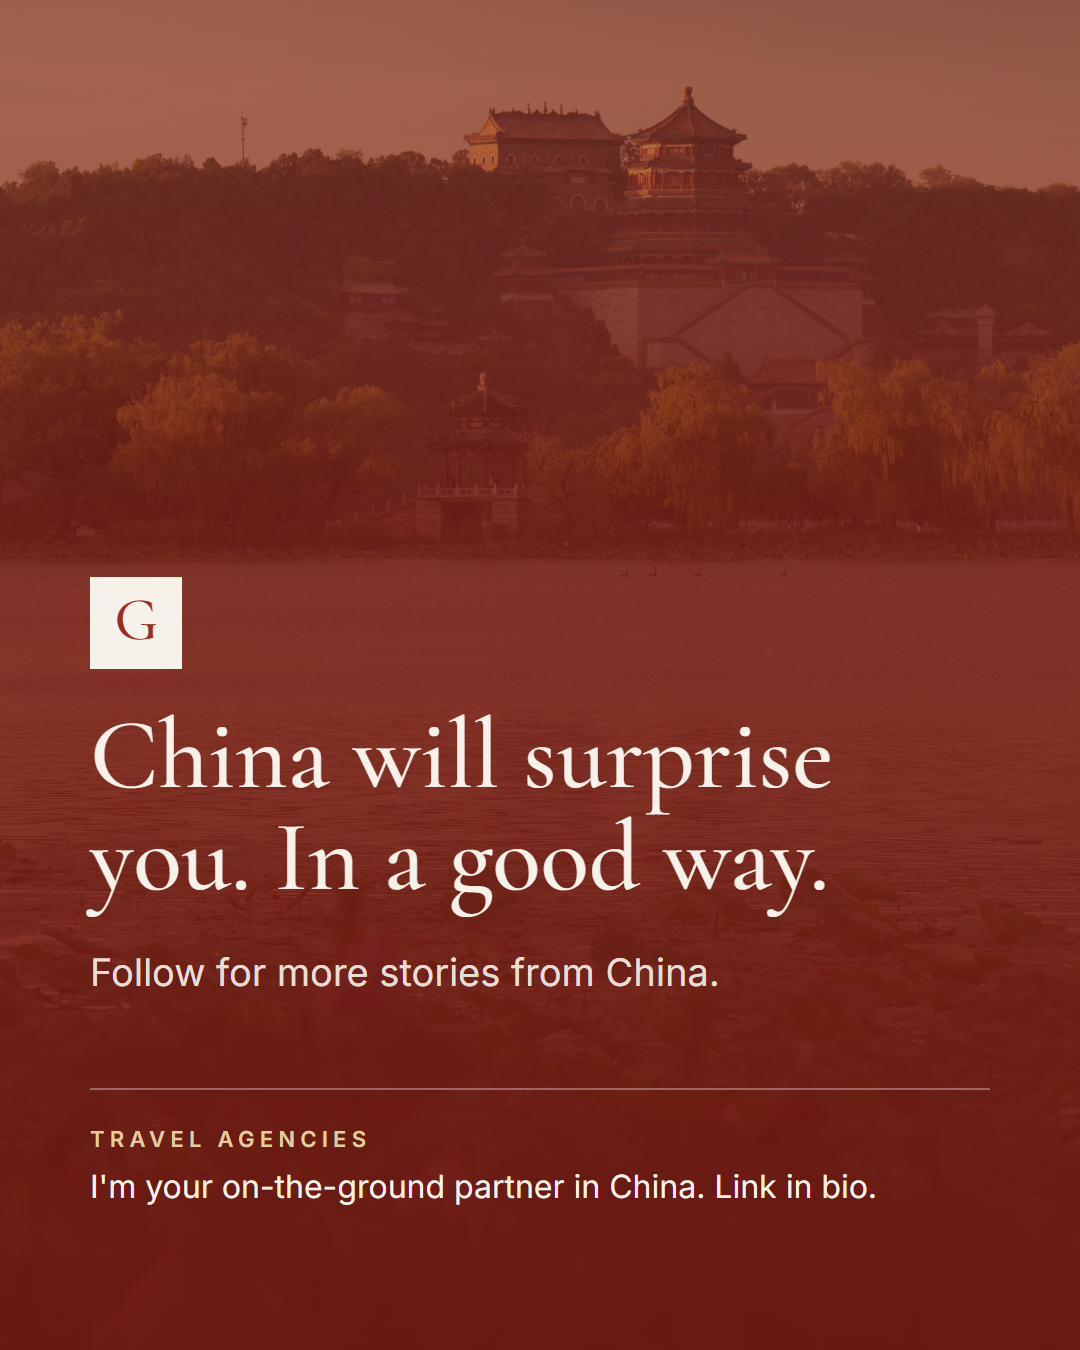 G
China will surprise
you. In a good way.
Follow for more stories from China.
TRAVEL AGENCIES
I'm your on-the-ground partner in China. Link in bio.